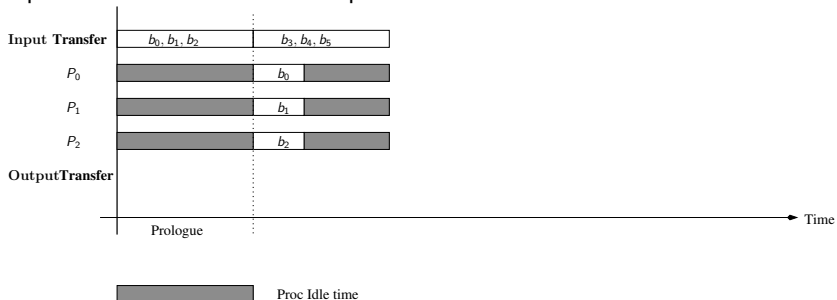 Input Transfer b0, b1, b2 b3, b4, b5
P0 b0
P1 b1
P2 b2
OutputTransfer
Time
Prologue
Proc Idle time